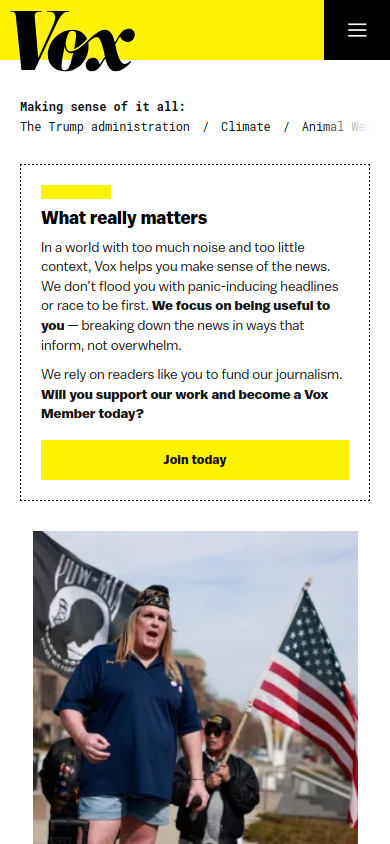 Vox
Making sense of it all:
The Trump administration / Climate / Animal We
What really matters
In a world with too much noise and too little
context, Vox helps you make sense of the news.
We don't flood you with panic-inducing headlines
or race to be first. We focus on being useful to
you — breaking down the news in ways that
inform, not overwhelm.
We rely on readers like you to fund our journalism.
Will you support our work and become a Vox
Member today?
Join today
POW★MIA